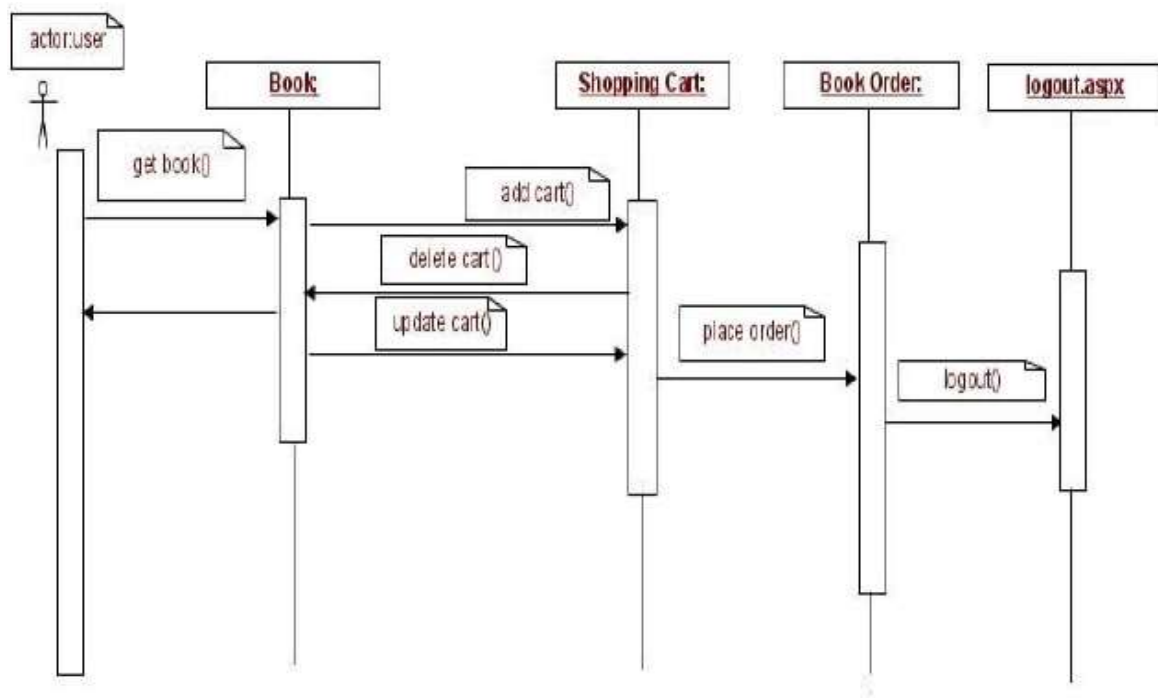 actor:user
Book:
Shopping Cart:
Book Order:
logout.aspx
get book()
add cart()
delete cart()
update cart()
place order()
logout()